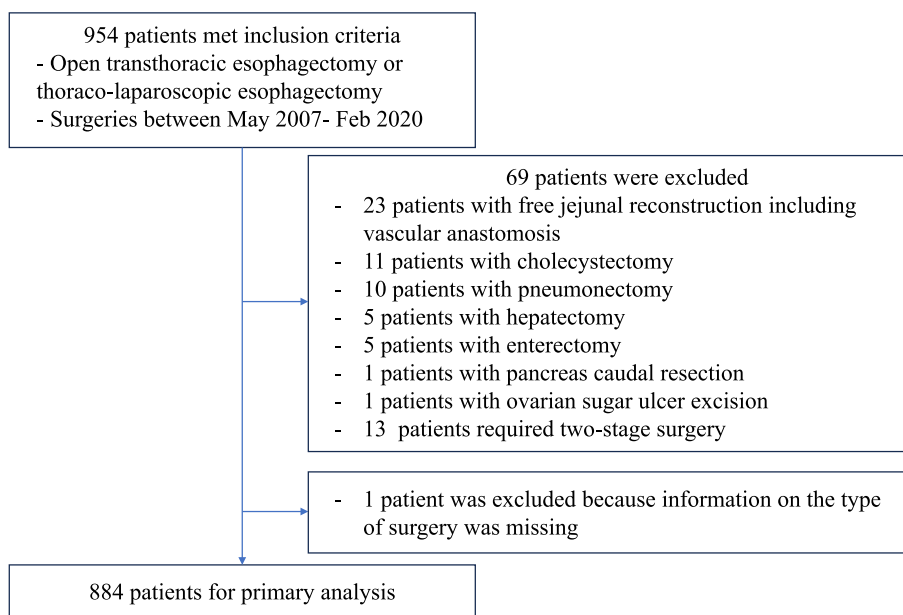 954 patients met inclusion criteria
- Open transthoracic esophagectomy or
thoraco-laparoscopic esophagectomy
- Surgeries between May 2007- Feb 2020
69 patients were excluded
- 23 patients with free jejunal reconstruction including
vascular anastomosis
- 11 patients with cholecystectomy
- 10 patients with pneumonectomy
- 5 patients with hepatectomy
- 5 patients with enterectomy
- 1 patients with pancreas caudal resection
- 1 patients with ovarian sugar ulcer excision
- 13 patients required two-stage surgery
- 1 patient was excluded because information on the type
of surgery was missing
884 patients for primary analysis